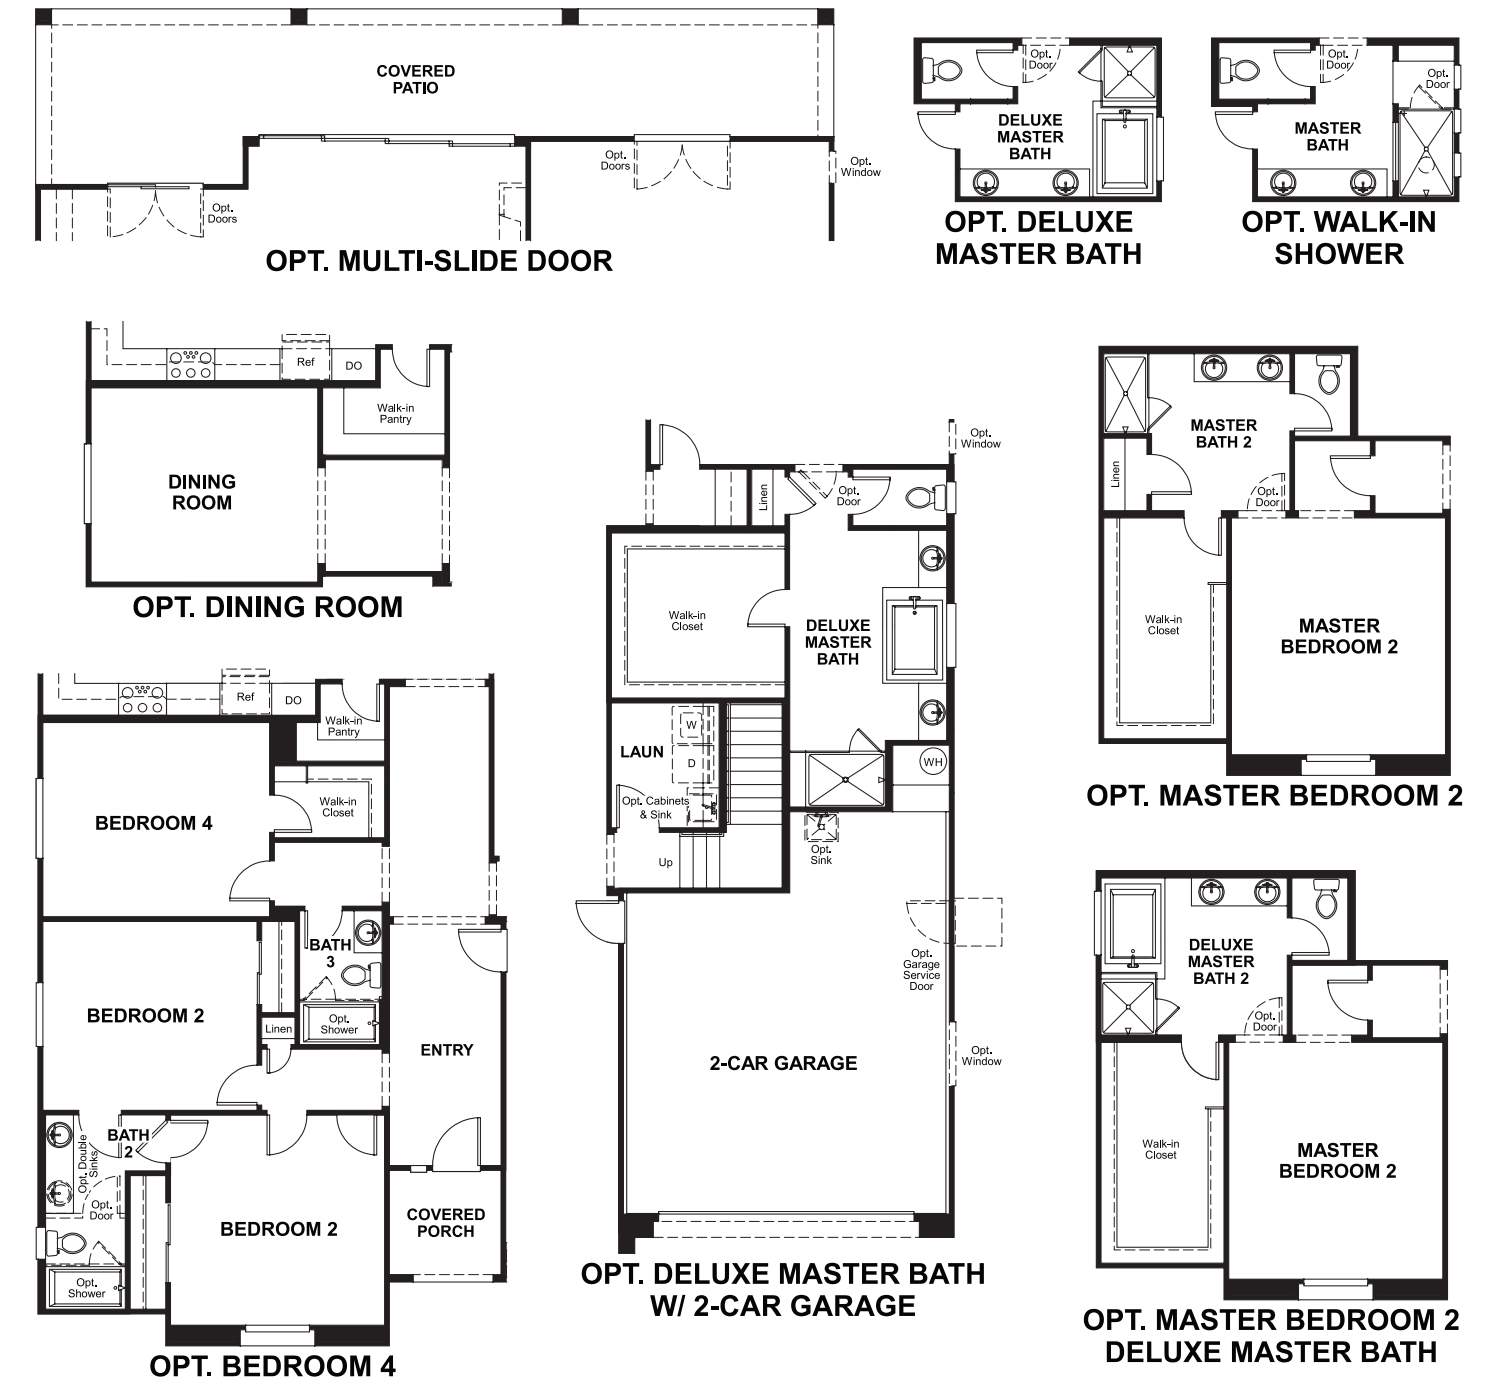 COVERED
PATIO
Opt.
Doors
Opt.
Doors
Opt.
Window
OPT. MULTI-SLIDE DOOR
Opt.
Door
DELUXE
MASTER
BATH
OPT. DELUXE
MASTER BATH
Opt.
Door
Opt.
Door
MASTER
BATH
OPT. WALK-IN
SHOWER
Ref
DO
Walk-in
Pantry
DINING
ROOM
OPT. DINING ROOM
Ref
DO
Walk-in
Pantry
BEDROOM 4
Walk-in
Closet
BATH
3
BEDROOM 2
Linen
Opt.
Shower
ENTRY
BATH
2
Opt. Double
Sinks
Opt.
Door
Opt.
Shower
BEDROOM 2
COVERED
PORCH
OPT. BEDROOM 4
Opt.
Window
Linen
Opt.
Door
Walk-in
Closet
DELUXE
MASTER
BATH
LAUN
W
D
Opt. Cabinets
& Sink
WH
Up
Opt.
Sink
Opt.
Garage
Service
Door
2-CAR GARAGE
Opt.
Window
OPT. DELUXE MASTER BATH
W/ 2-CAR GARAGE
MASTER
BATH 2
Linen
Opt.
Door
Walk-in
Closet
MASTER
BEDROOM 2
OPT. MASTER BEDROOM 2
DELUXE
MASTER
BATH 2
Opt.
Door
Walk-in
Closet
MASTER
BEDROOM 2
OPT. MASTER BEDROOM 2
DELUXE MASTER BATH